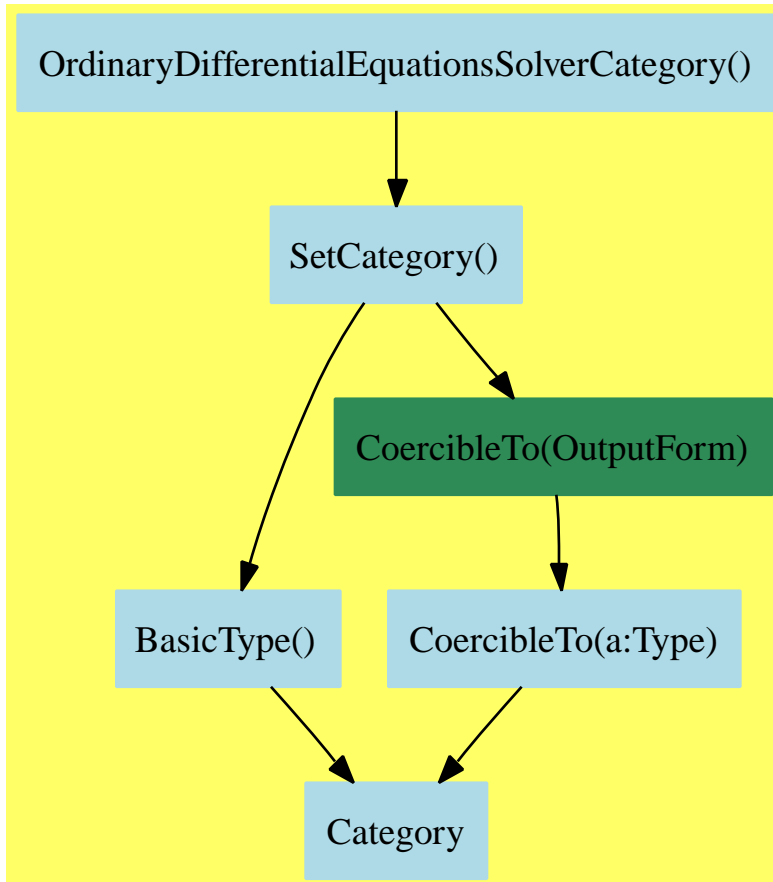 OrdinaryDifferentialEquationsSolverCategory()
SetCategory()
CoercibleTo(OutputForm)
BasicType()
CoercibleTo(a:Type)
Category